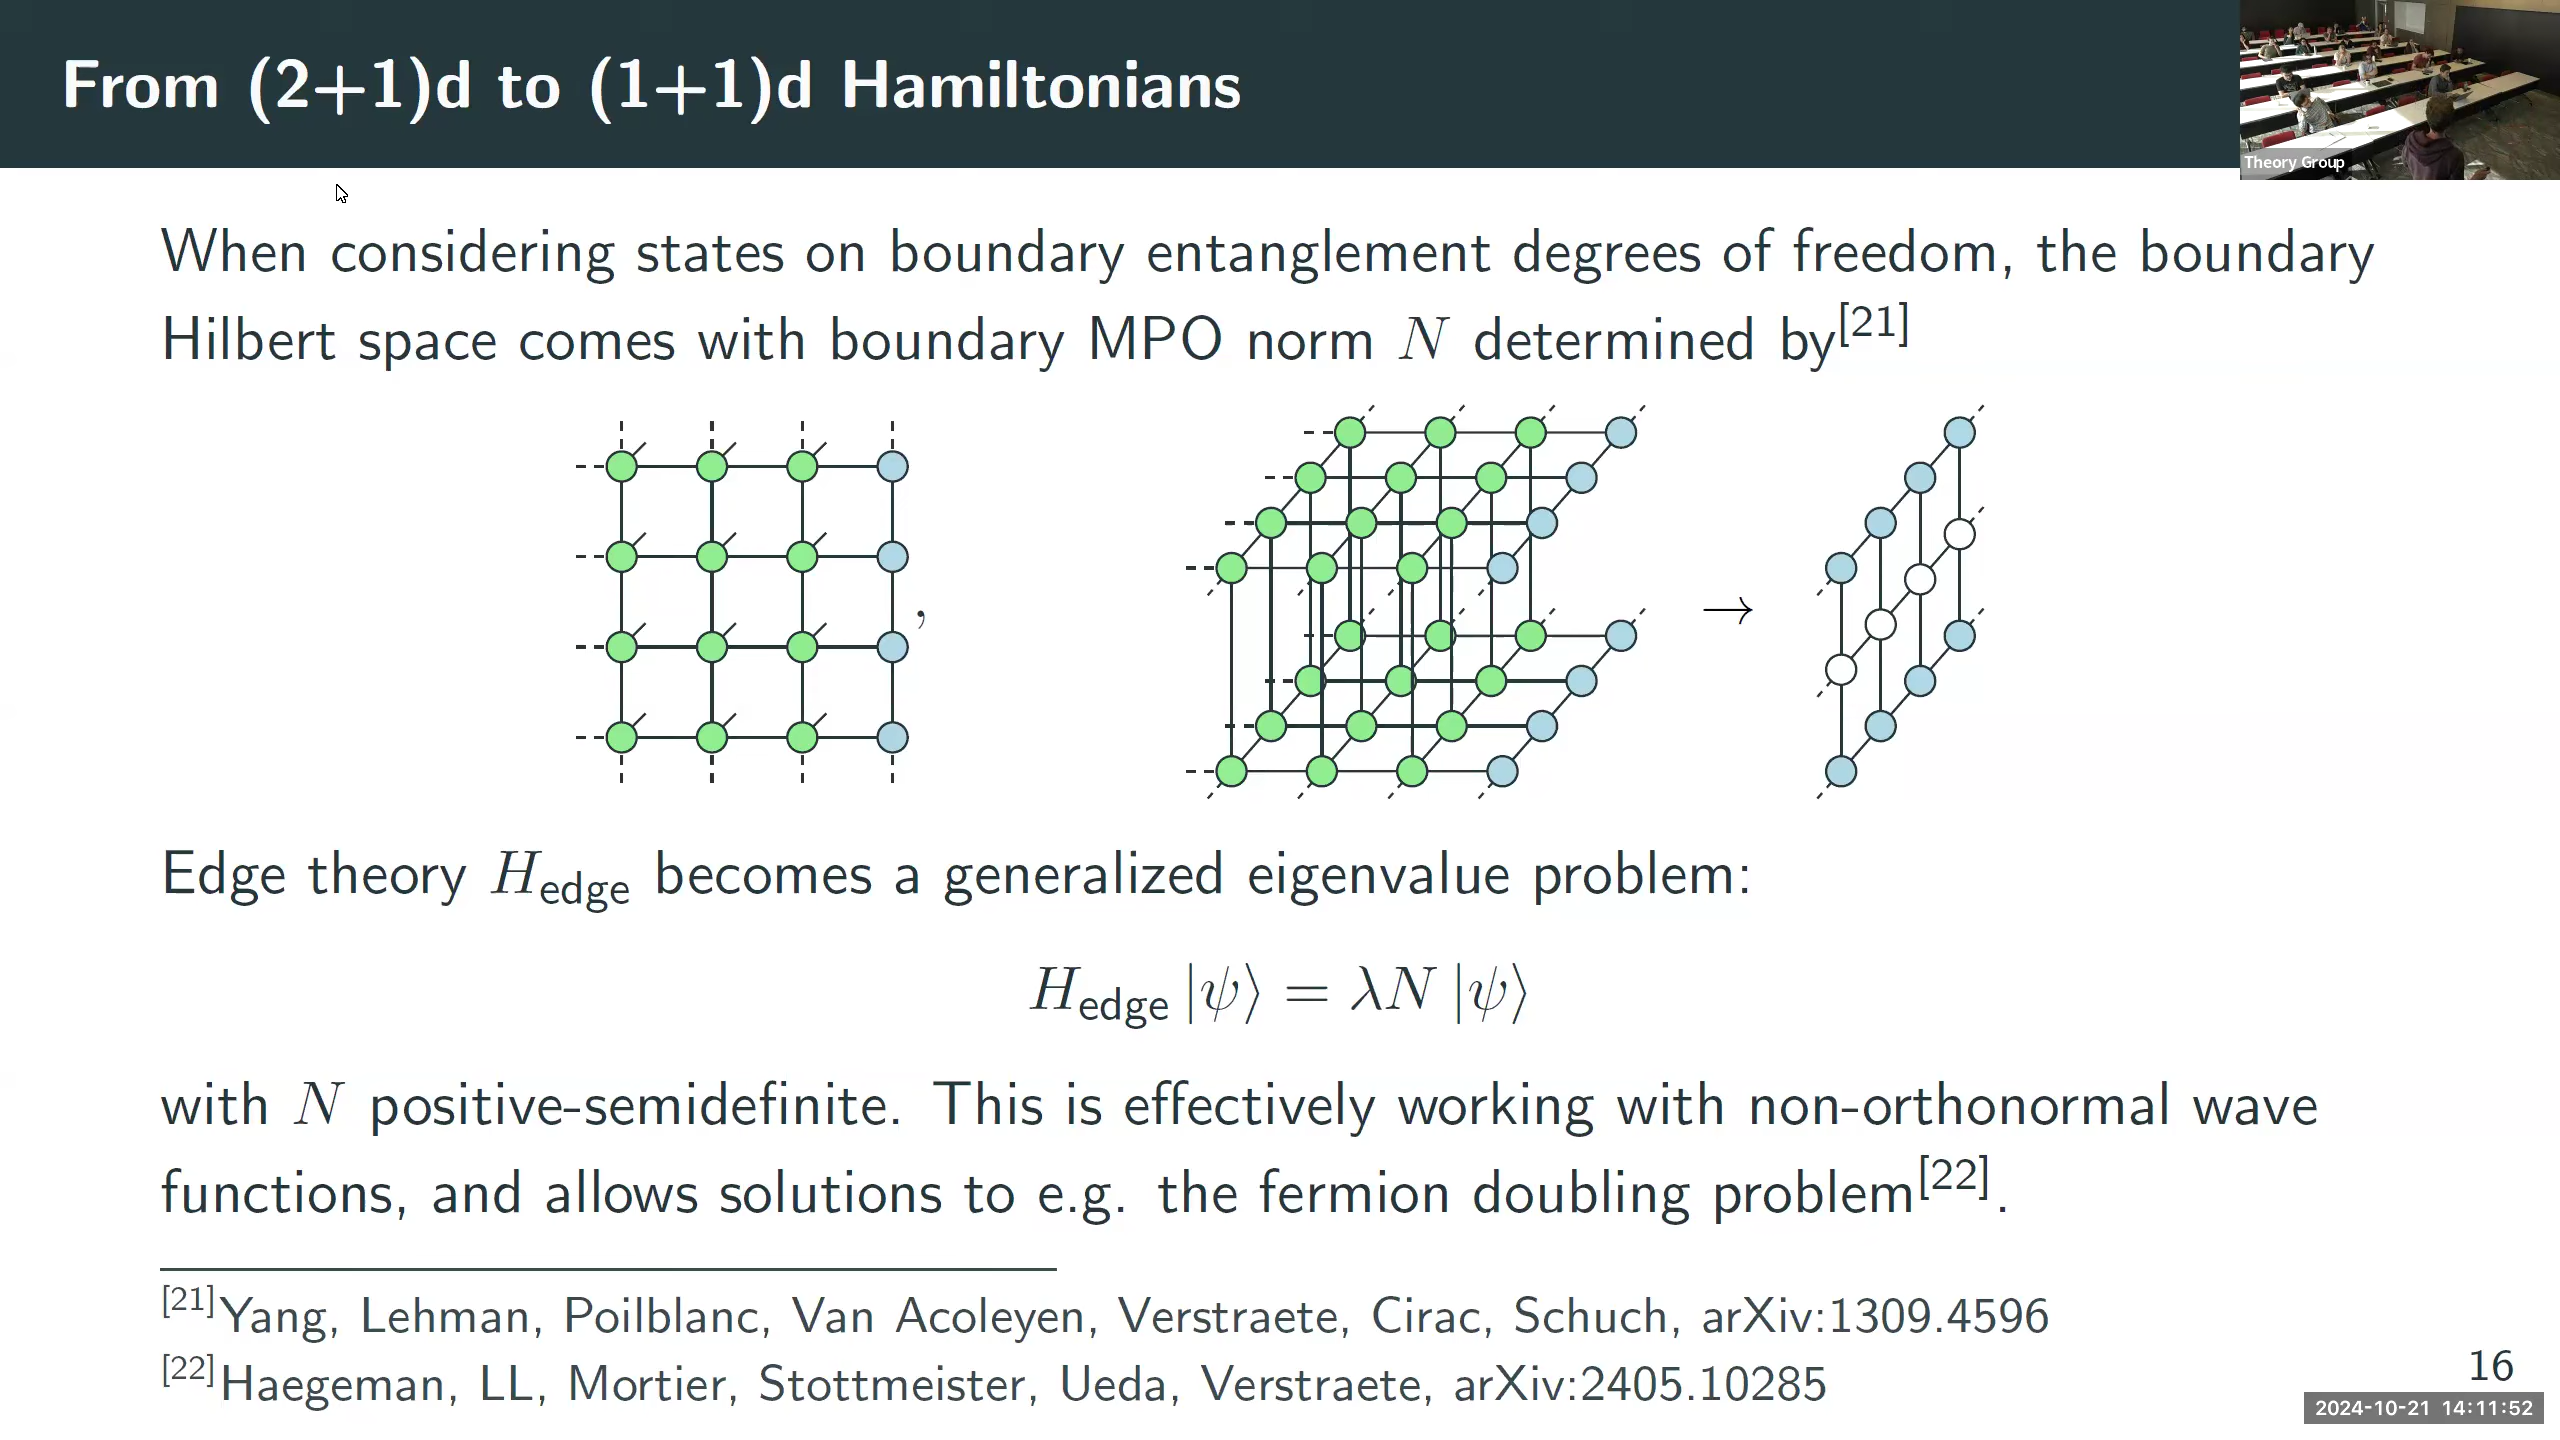 From (2+1)d to (1+1)d Hamiltonians
Theory Group
When considering states on boundary entanglement degrees of freedom, the boundary
Hilbert space comes with boundary MPO norm N determined by[21]
,
→
Edge theory H_edge becomes a generalized eigenvalue problem:
H_edge |ψ⟩ = λN |ψ⟩
with N positive-semidefinite. This is effectively working with non-orthonormal wave
functions, and allows solutions to e.g. the fermion doubling problem[22].
[21]Yang, Lehman, Poilblanc, Van Acoleyen, Verstraete, Cirac, Schuch, arXiv:1309.4596
[22]Haegeman, LL, Mortier, Stottmeister, Ueda, Verstraete, arXiv:2405.10285
16
2024-10-21 14:11:52